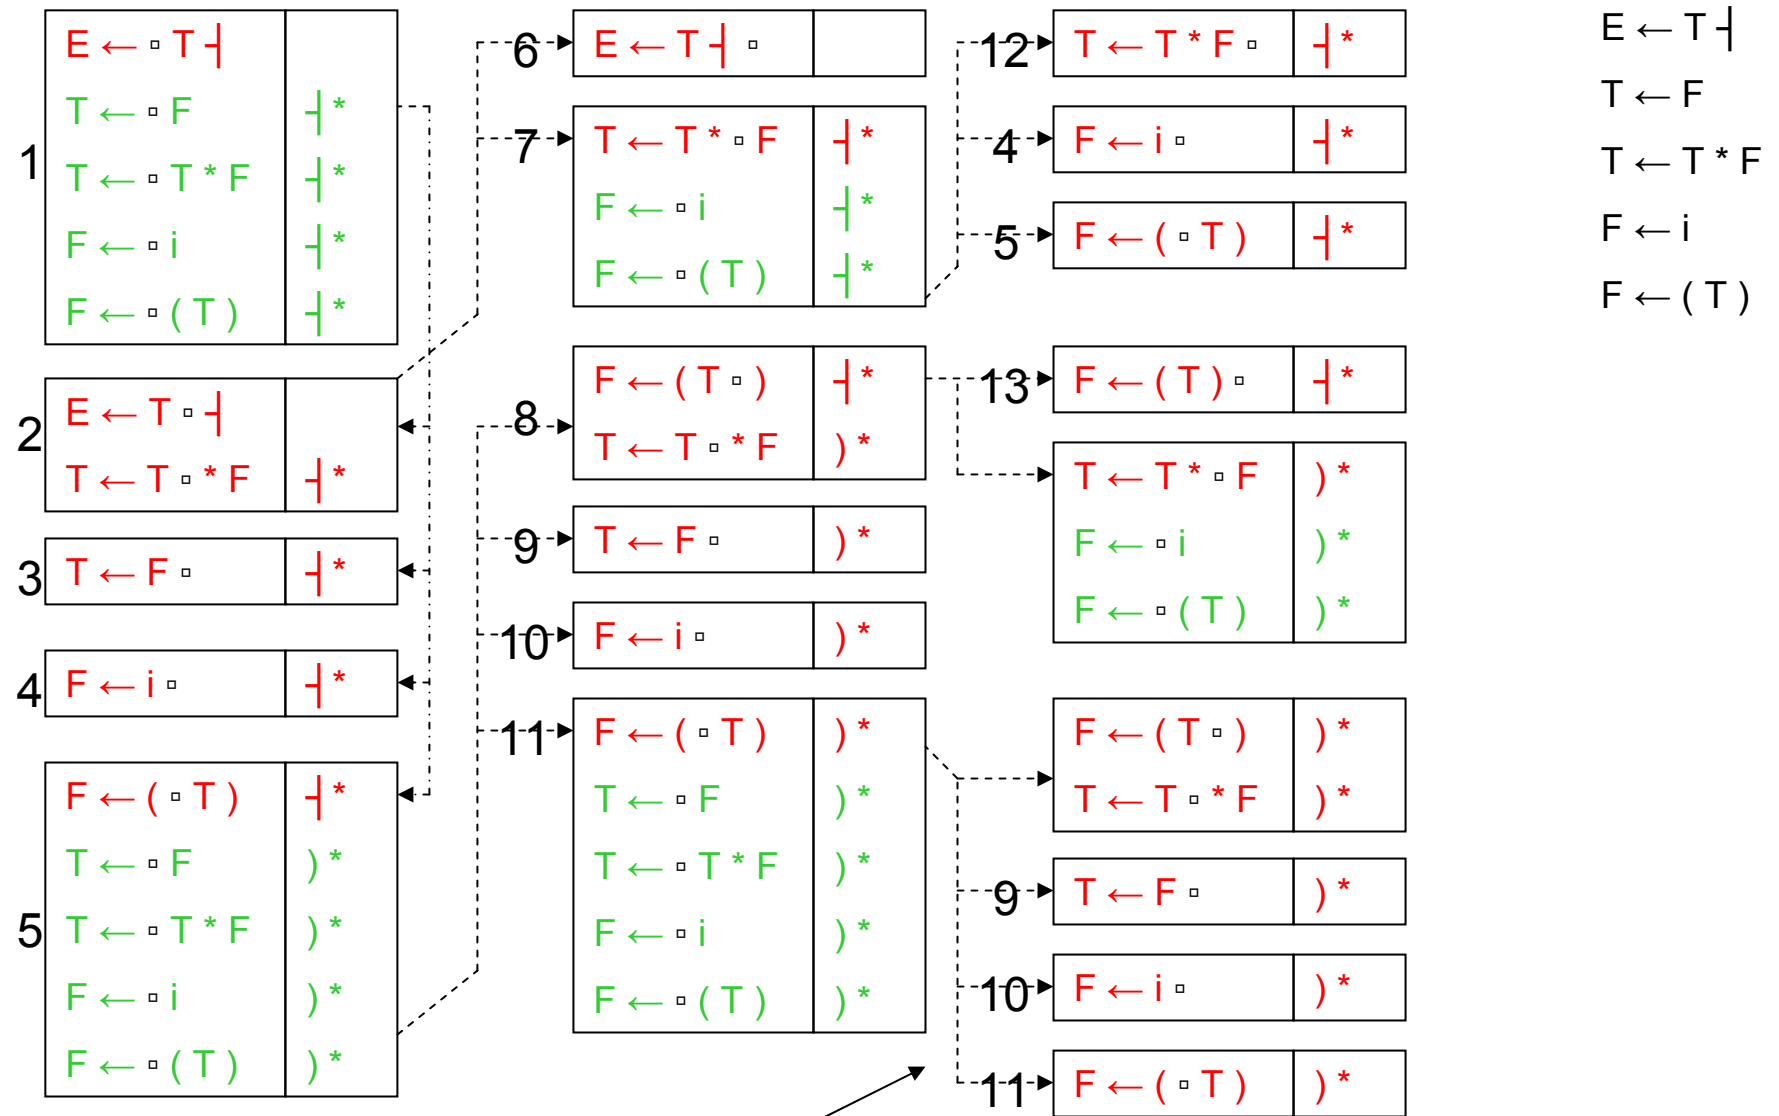 1
E ← ▫ T ┤
T ← ▫ F ┤*
T ← ▫ T * F ┤*
F ← ▫ i ┤*
F ← ▫ ( T ) ┤*
2
E ← T ▫ ┤
T ← T ▫ * F ┤*
3
T ← F ▫ ┤*
4
F ← i ▫ ┤*
5
F ← ( ▫ T ) ┤*
T ← ▫ F ) *
T ← ▫ T * F ) *
F ← ▫ i ) *
F ← ▫ ( T ) ) *
6
E ← T ┤ ▫
7
T ← T * ▫ F ┤*
F ← ▫ i ┤*
F ← ▫ ( T ) ┤*
8
F ← ( T ▫ ) ┤*
T ← T ▫ * F ) *
9
T ← F ▫ ) *
10
F ← i ▫ ) *
11
F ← ( ▫ T ) ) *
T ← ▫ F ) *
T ← ▫ T * F ) *
F ← ▫ i ) *
F ← ▫ ( T ) ) *
12
T ← T * F ▫ ┤*
4
F ← i ▫ ┤*
5
F ← ( ▫ T ) ┤*
13
F ← ( T ) ▫ ┤*
T ← T * ▫ F ) *
F ← ▫ i ) *
F ← ▫ ( T ) ) *
F ← ( T ▫ ) ) *
T ← T ▫ * F ) *
9
T ← F ▫ ) *
10
F ← i ▫ ) *
11
F ← ( ▫ T ) ) *
E ← T ┤
T ← F
T ← T * F
F ← i
F ← ( T )